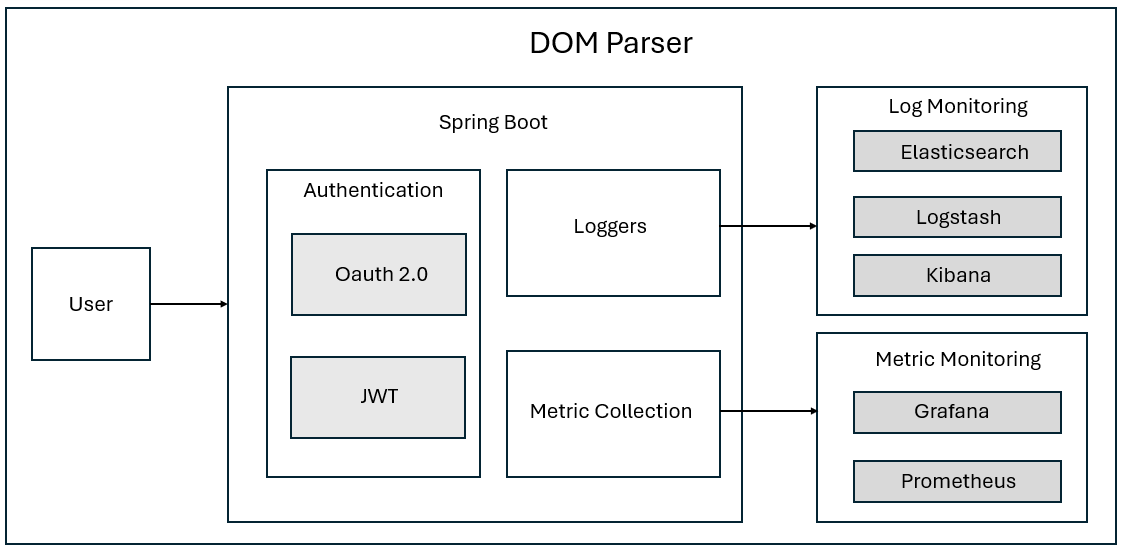 DOM Parser
Spring Boot
Authentication
Oauth 2.0
JWT
Loggers
Metric Collection
User
Log Monitoring
Elasticsearch
Logstash
Kibana
Metric Monitoring
Grafana
Prometheus